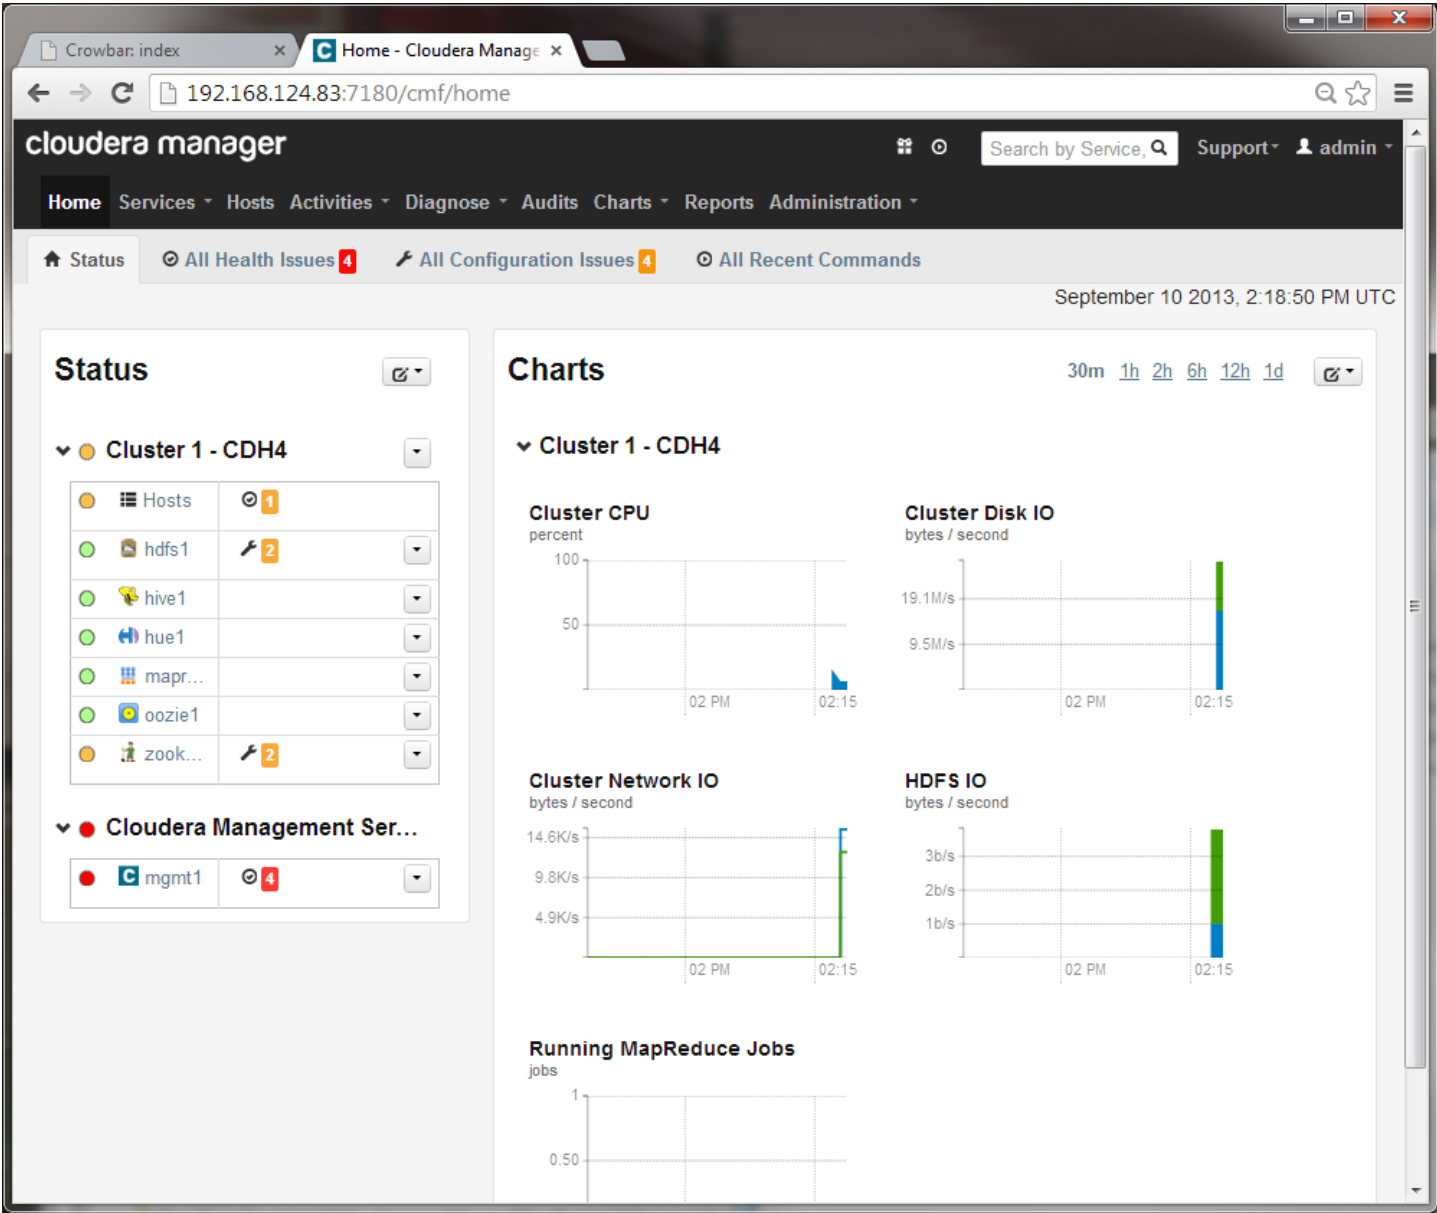 Crowbar: index
Home - Cloudera Manage
192.168.124.83:7180/cmf/home
cloudera manager
Search by Service,
Support
admin
Home Services Hosts Activities Diagnose Audits Charts Reports Administration
Status All Health Issues 4 All Configuration Issues 4 All Recent Commands
September 10 2013, 2:18:50 PM UTC
Status
Cluster 1 - CDH4
Hosts 1
hdfs1 2
hive1
hue1
mapr...
oozie1
zook... 2
Cloudera Management Ser...
C mgmt1 4
Charts
30m 1h 2h 6h 12h 1d
Cluster 1 - CDH4
Cluster CPU
percent
100
50
02 PM 02:15
Cluster Disk IO
bytes / second
19.1M/s
9.5M/s
02 PM 02:15
Cluster Network IO
bytes / second
14.6K/s
9.8K/s
4.9K/s
02 PM 02:15
HDFS IO
bytes / second
3b/s
2b/s
1b/s
02 PM 02:15
Running MapReduce Jobs
jobs
1
0.50